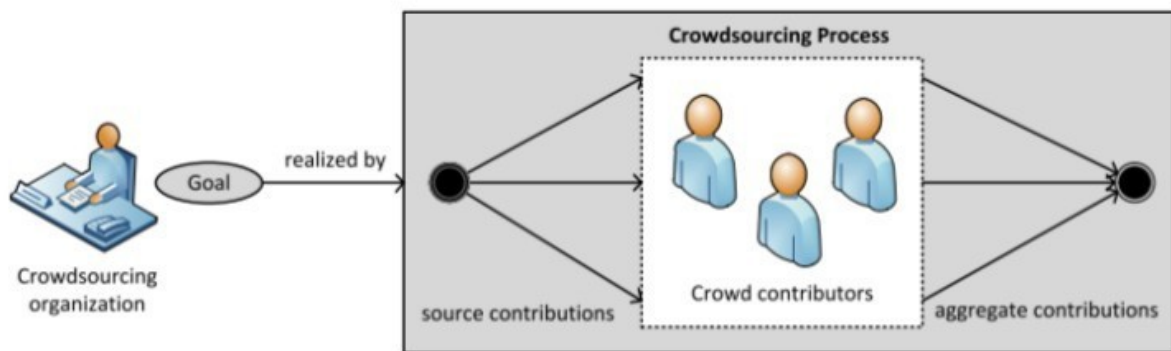 Crowdsourcing Process
realized by
Goal
Crowdsourcing
organization
source contributions
Crowd contributors
aggregate contributions